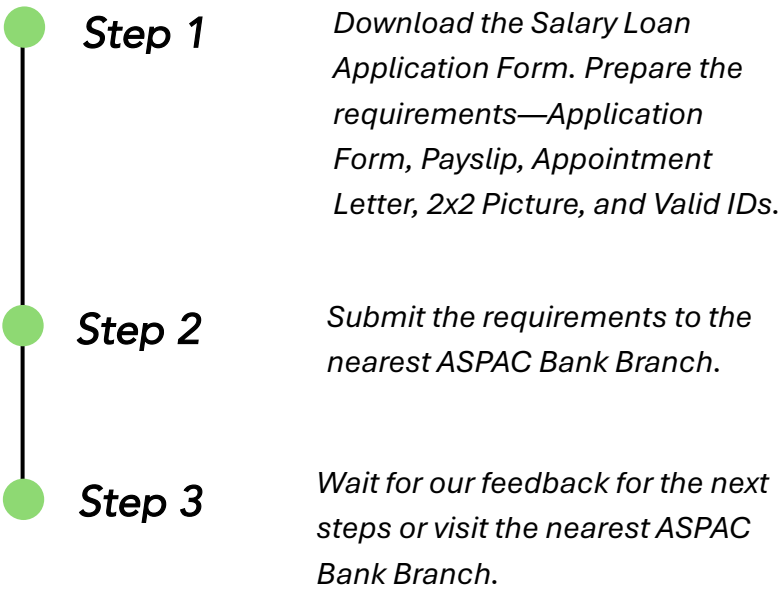 Step 1
Download the Salary Loan
Application Form. Prepare the
requirements—Application
Form, Payslip, Appointment
Letter, 2x2 Picture, and Valid IDs.
Step 2
Submit the requirements to the
nearest ASPAC Bank Branch.
Step 3
Wait for our feedback for the next
steps or visit the nearest ASPAC
Bank Branch.